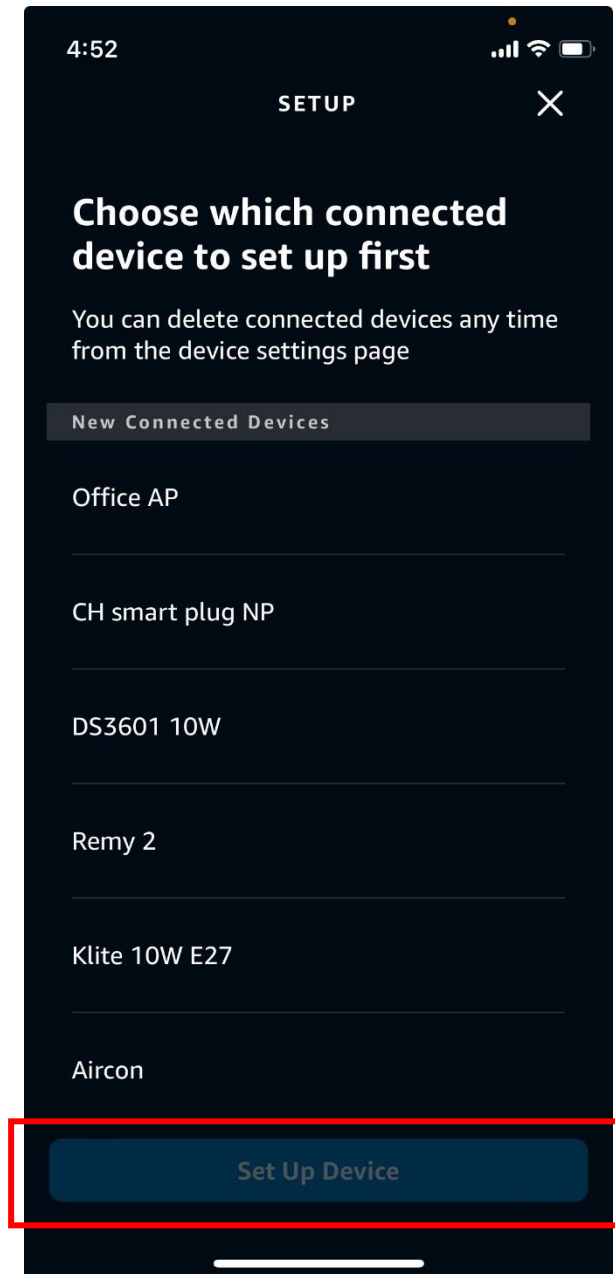 4:52
SETUP
Choose which connected
device to set up first
You can delete connected devices any time
from the device settings page
New Connected Devices
Office AP
CH smart plug NP
DS3601 10W
Remy 2
Klite 10W E27
Aircon
Set Up Device